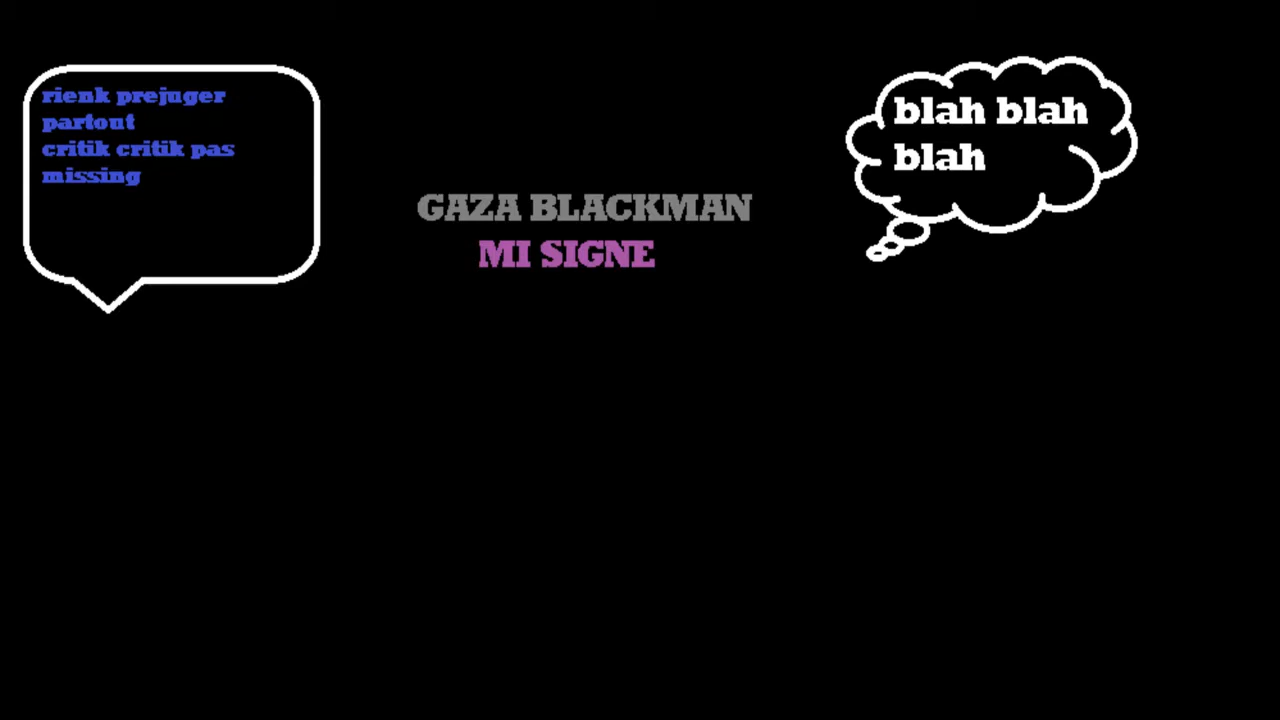 rienk prejuger
partout
critik critik pas
missing
GAZA BLACKMAN
MI SIGNE
blah blah
blah